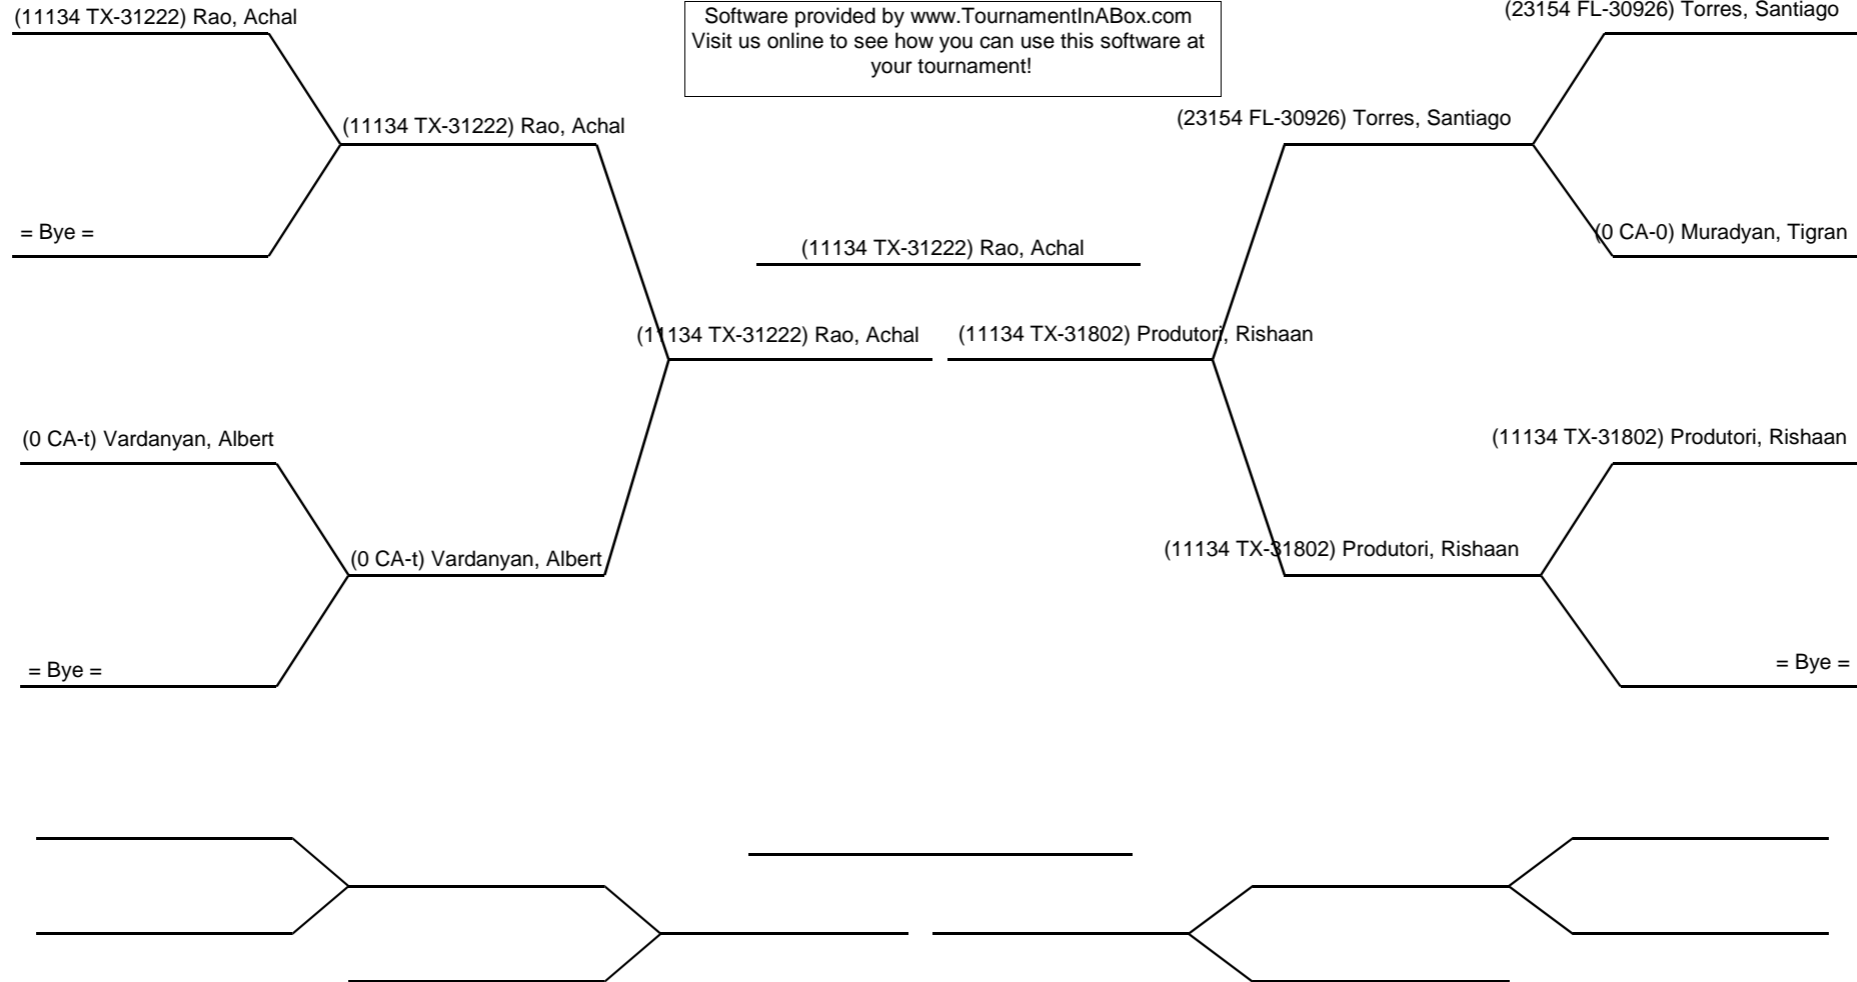 (11134 TX-31222) Rao, Achal
Software provided by www.TournamentInABox.com
Visit us online to see how you can use this software at
your tournament!
(23154 FL-30926) Torres, Santiago
(11134 TX-31222) Rao, Achal
(23154 FL-30926) Torres, Santiago
= Bye =
(0 CA-0) Muradyan, Tigran
(11134 TX-31222) Rao, Achal
(11134 TX-31222) Rao, Achal
(11134 TX-31802) Produtori, Rishaan
(0 CA-t) Vardanyan, Albert
(11134 TX-31802) Produtori, Rishaan
(0 CA-t) Vardanyan, Albert
(11134 TX-31802) Produtori, Rishaan
= Bye =
= Bye =